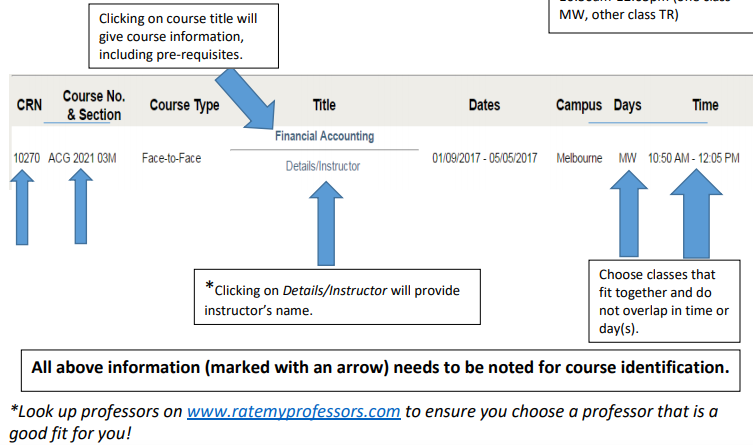 MW, other class TR)
Clicking on course title will
give course information,
including pre-requisites.
CRN Course No. & Section Course Type Title Dates Campus Days Time
Financial Accounting
10270 ACG 2021 03M Face-to-Face Details/Instructor 01/09/2017 - 05/05/2017 Melbourne MW 10:50 AM - 12:05 PM
*Clicking on Details/Instructor will provide
instructor's name.
Choose classes that
fit together and do
not overlap in time or
day(s).
All above information (marked with an arrow) needs to be noted for course identification.
*Look up professors on www.ratemyprofessors.com to ensure you choose a professor that is a
good fit for you!